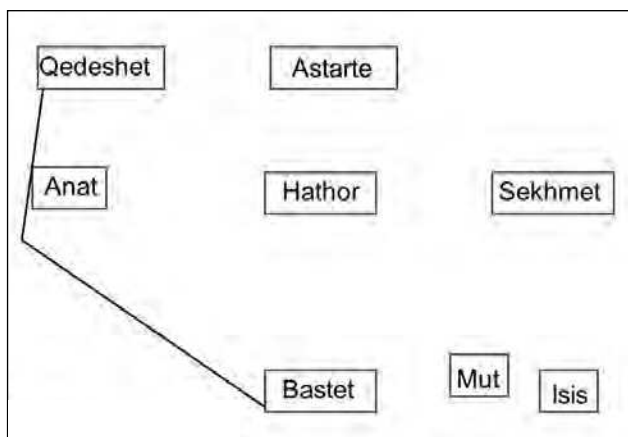 Qedeshet
Astarte
Anat
Hathor
Sekhmet
Bastet
Mut
Isis